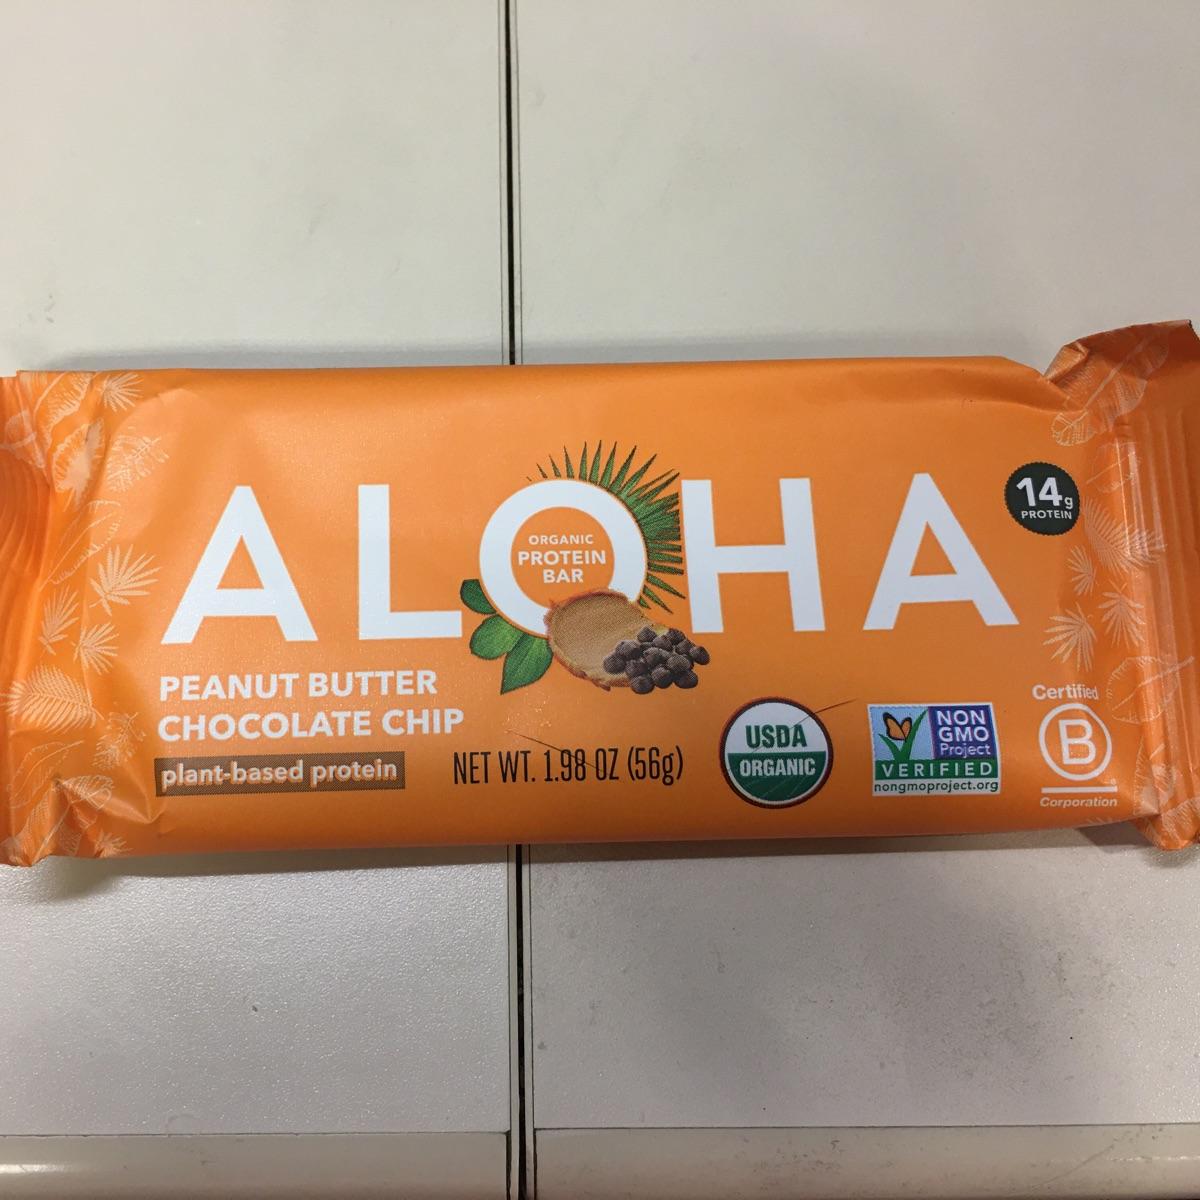 ALOHA
ORGANIC
PROTEIN
BAR
14g
PROTEIN
PEANUT BUTTER
CHOCOLATE CHIP
plant-based protein
NET WT. 1.98 OZ (56g)
USDA
ORGANIC
NON
GMO
Project
VERIFIED
nongmoproject.org
Certified
B
Corporation